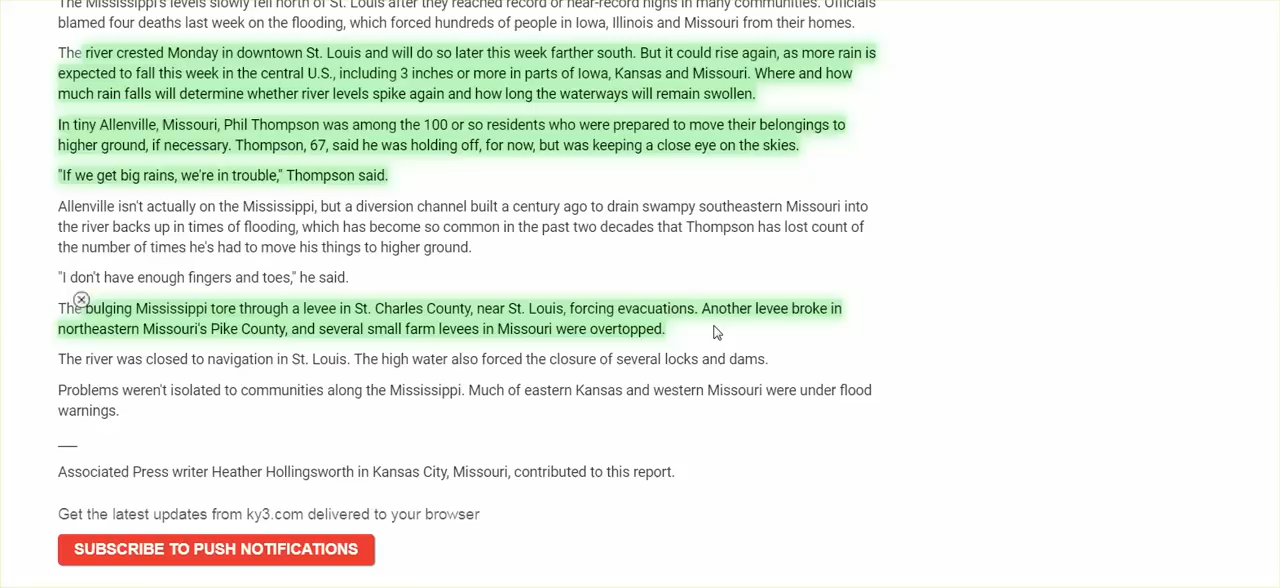 The Mississippi's levels slowly fell north of St. Louis after they reached record or near-record highs in many communities. Officials
blamed four deaths last week on the flooding, which forced hundreds of people in Iowa, Illinois and Missouri from their homes.
The river crested Monday in downtown St. Louis and will do so later this week farther south. But it could rise again, as more rain is
expected to fall this week in the central U.S., including 3 inches or more in parts of Iowa, Kansas and Missouri. Where and how
much rain falls will determine whether river levels spike again and how long the waterways will remain swollen.
In tiny Allenville, Missouri, Phil Thompson was among the 100 or so residents who were prepared to move their belongings to
higher ground, if necessary. Thompson, 67, said he was holding off, for now, but was keeping a close eye on the skies.
"If we get big rains, we're in trouble," Thompson said.
Allenville isn't actually on the Mississippi, but a diversion channel built a century ago to drain swampy southeastern Missouri into
the river backs up in times of flooding, which has become so common in the past two decades that Thompson has lost count of
the number of times he's had to move his things to higher ground.
"I don't have enough fingers and toes," he said.
The bulging Mississippi tore through a levee in St. Charles County, near St. Louis, forcing evacuations. Another levee broke in
northeastern Missouri's Pike County, and several small farm levees in Missouri were overtopped.
The river was closed to navigation in St. Louis. The high water also forced the closure of several locks and dams.
Problems weren't isolated to communities along the Mississippi. Much of eastern Kansas and western Missouri were under flood
warnings.
Associated Press writer Heather Hollingsworth in Kansas City, Missouri, contributed to this report.
Get the latest updates from ky3.com delivered to your browser
SUBSCRIBE TO PUSH NOTIFICATIONS